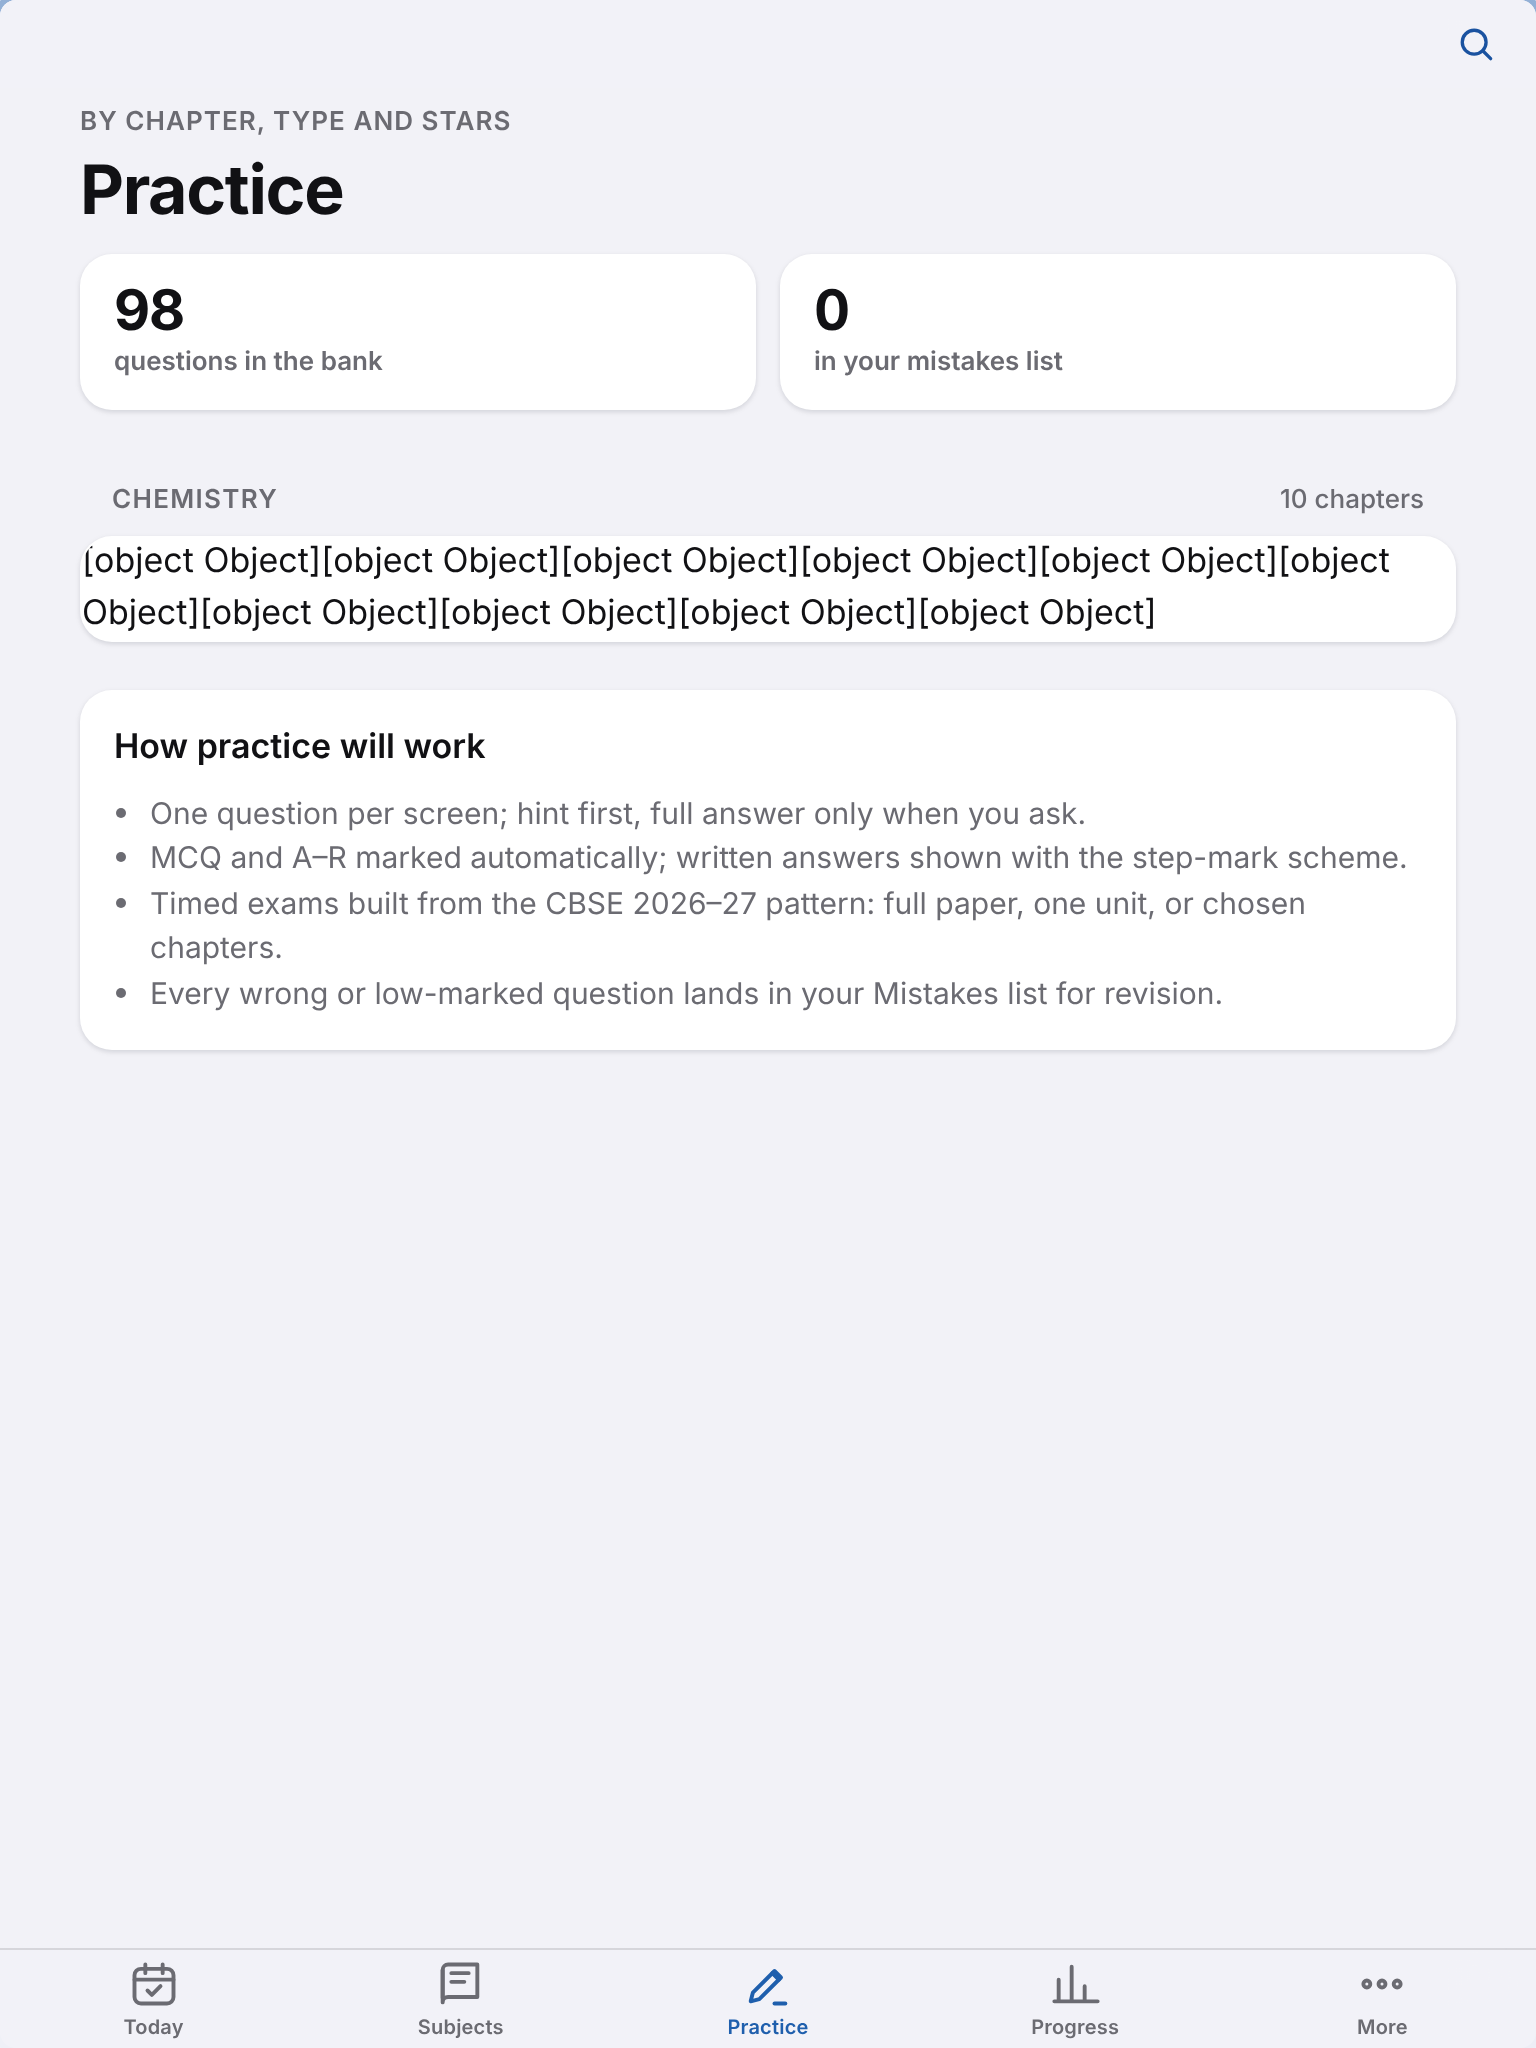 BY CHAPTER, TYPE AND STARS
Practice
98
questions in the bank
0
in your mistakes list
CHEMISTRY
10 chapters
[object Object][object Object][object Object][object Object][object Object][object
Object][object Object][object Object][object Object][object Object]
How practice will work
• One question per screen; hint first, full answer only when you ask.
• MCQ and A–R marked automatically; written answers shown with the step-mark scheme.
• Timed exams built from the CBSE 2026–27 pattern: full paper, one unit, or chosen
chapters.
• Every wrong or low-marked question lands in your Mistakes list for revision.
Today
Subjects
Practice
Progress
More